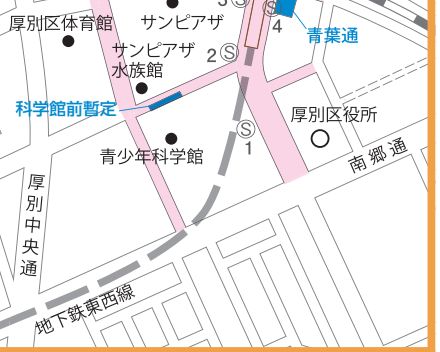 3 Ⓢ
Ⓢ
4
厚別区体育館
サンピアザ
青葉通
サンピアザ
水族館
2 Ⓢ
科学館前暫定
Ⓢ
1
厚別区役所
青少年科学館
南郷通
厚別中央通
地下鉄東西線